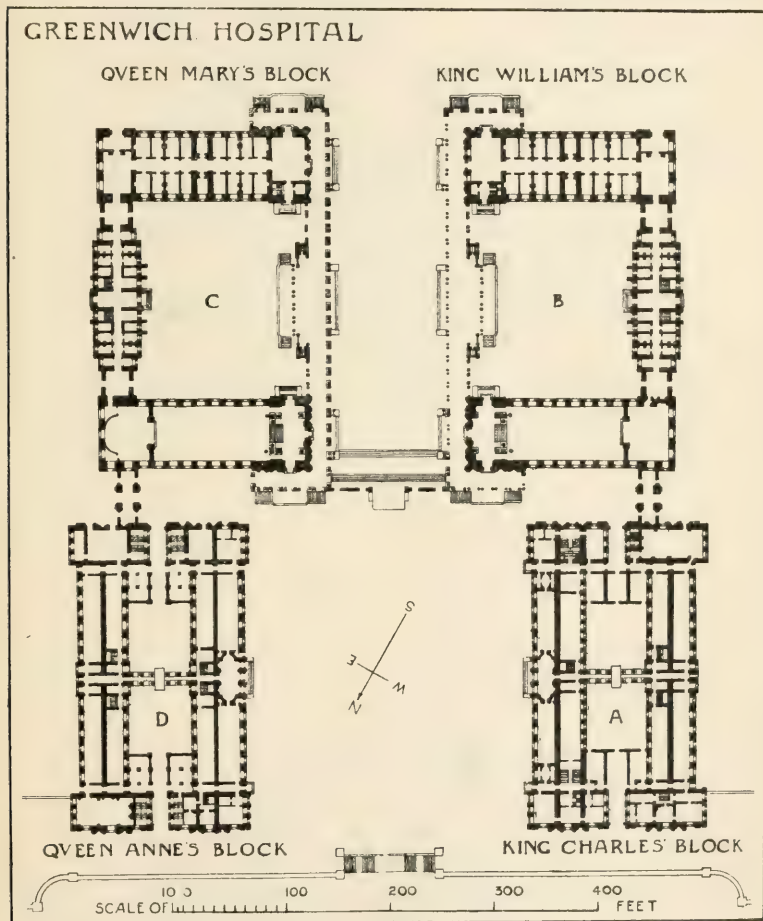 GREENWICH HOSPITAL
QVEEN MARY'S BLOCK KING WILLIAM'S BLOCK
C B
S
E
W
N
D A
QVEEN ANNE'S BLOCK KING CHARLES' BLOCK
10 5 0 100 200 300 400
SCALE OF FEET